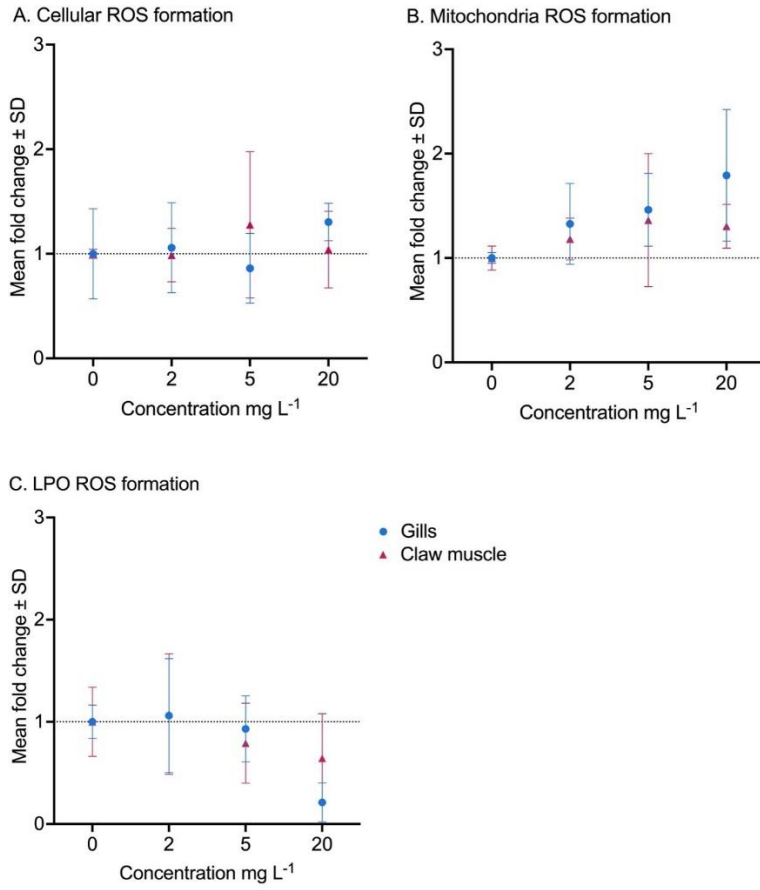 A. Cellular ROS formation
3
2
1
0
Mean fold change ± SD
0 2 5 20
Concentration mg L⁻¹
B. Mitochondria ROS formation
3
2
1
0
Mean fold change ± SD
0 2 5 20
Concentration mg L⁻¹
C. LPO ROS formation
3
2
1
0
Mean fold change ± SD
0 2 5 20
Concentration mg L⁻¹
Gills
Claw muscle